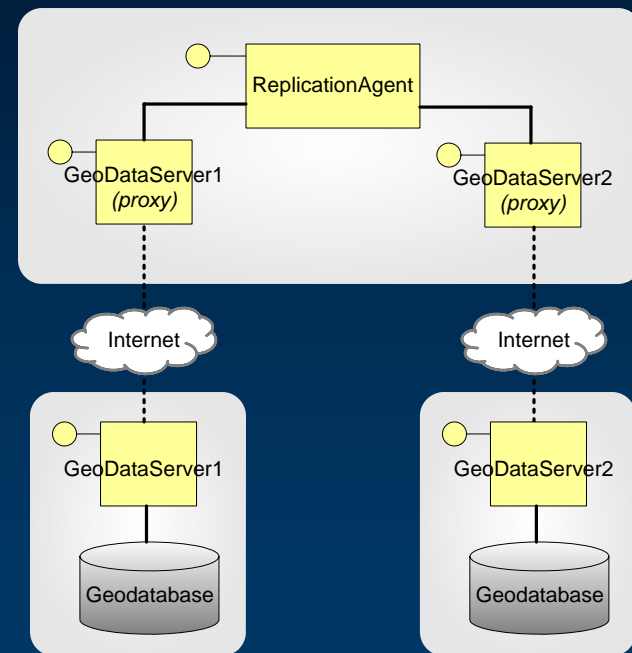 ReplicationAgent
GeoDataServer1
(proxy)
GeoDataServer2
(proxy)
Internet
Internet
GeoDataServer1
GeoDataServer2
Geodatabase
Geodatabase